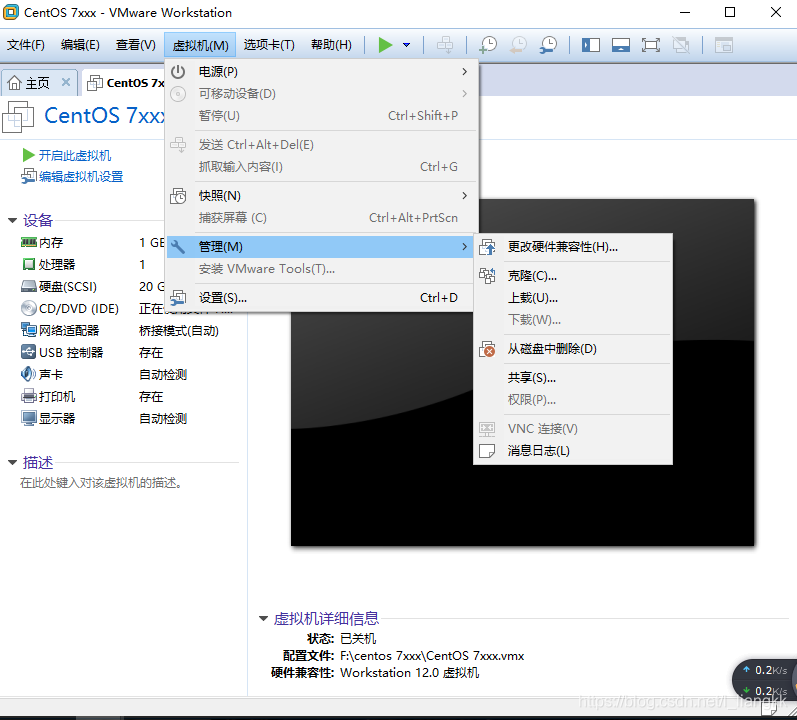 CentOS 7xxx - VMware Workstation
文件(F) 编辑(E) 查看(V) 虚拟机(M) 选项卡(T) 帮助(H)
主页 CentOS 7x
电源(P)
可移动设备(D)
暂停(U) Ctrl+Shift+P
发送 Ctrl+Alt+Del(E)
抓取输入内容(I) Ctrl+G
快照(N)
捕获屏幕 (C) Ctrl+Alt+PrtScn
管理(M)
安装 VMware Tools(T)...
设置(S)... Ctrl+D
更改硬件兼容性(H)...
克隆(C)...
上载(U)...
下载(W)...
从磁盘中删除(D)
共享(S)...
权限(P)...
VNC 连接(V)
消息日志(L)
CentOS 7xxx
开启此虚拟机
编辑虚拟机设置
设备
内存 1 GB
处理器 1
硬盘(SCSI) 20 G
CD/DVD (IDE) 正在
网络适配器 桥接模式(自动)
USB 控制器 存在
声卡 自动检测
打印机 存在
显示器 自动检测
描述
在此处键入对该虚拟机的描述。
虚拟机详细信息
状态: 已关机
配置文件: F:\centos 7xxx\CentOS 7xxx.vmx
硬件兼容性: Workstation 12.0 虚拟机
0.2K/s
0.2K/s